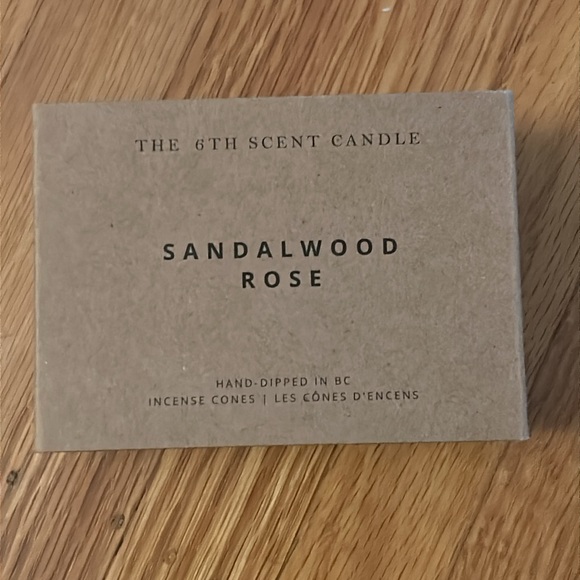 THE 6TH SCENT CANDLE
SANDALWOOD
ROSE
HAND-DIPPED IN BC
INCENSE CONES | LES CÔNES D'ENCENS